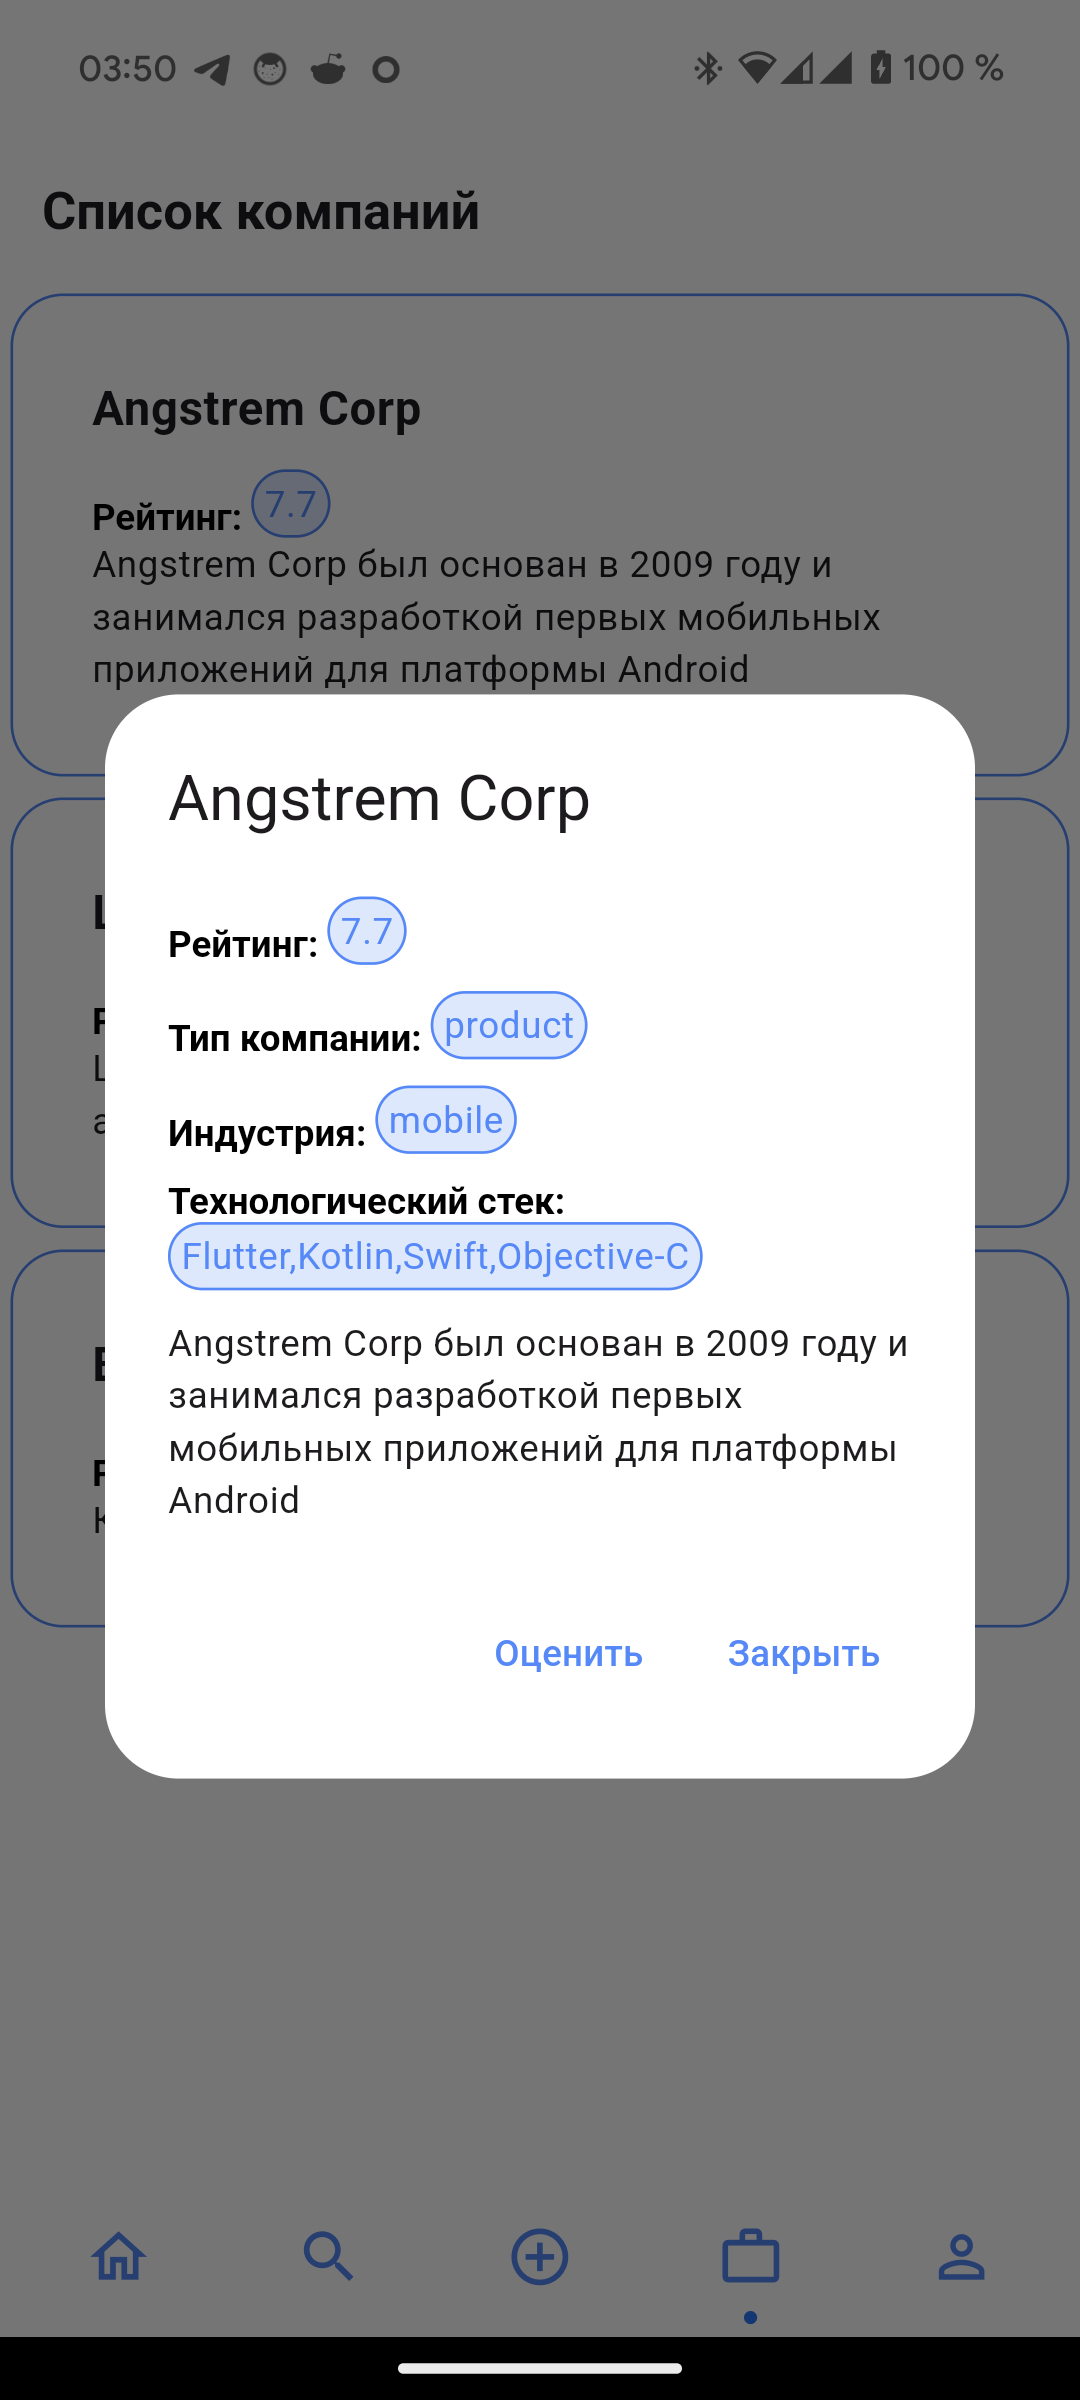 03:50
100 %
Список компаний
Angstrem Corp
Рейтинг: 7.7
Angstrem Corp был основан в 2009 году и
занимался разработкой первых мобильных
приложений для платформы Android
Angstrem Corp
Рейтинг: 7.7
Тип компании: product
Индустрия: mobile
Технологический стек:
Flutter,Kotlin,Swift,Objective-C
Angstrem Corp был основан в 2009 году и
занимался разработкой первых
мобильных приложений для платформы
Android
Оценить Закрыть